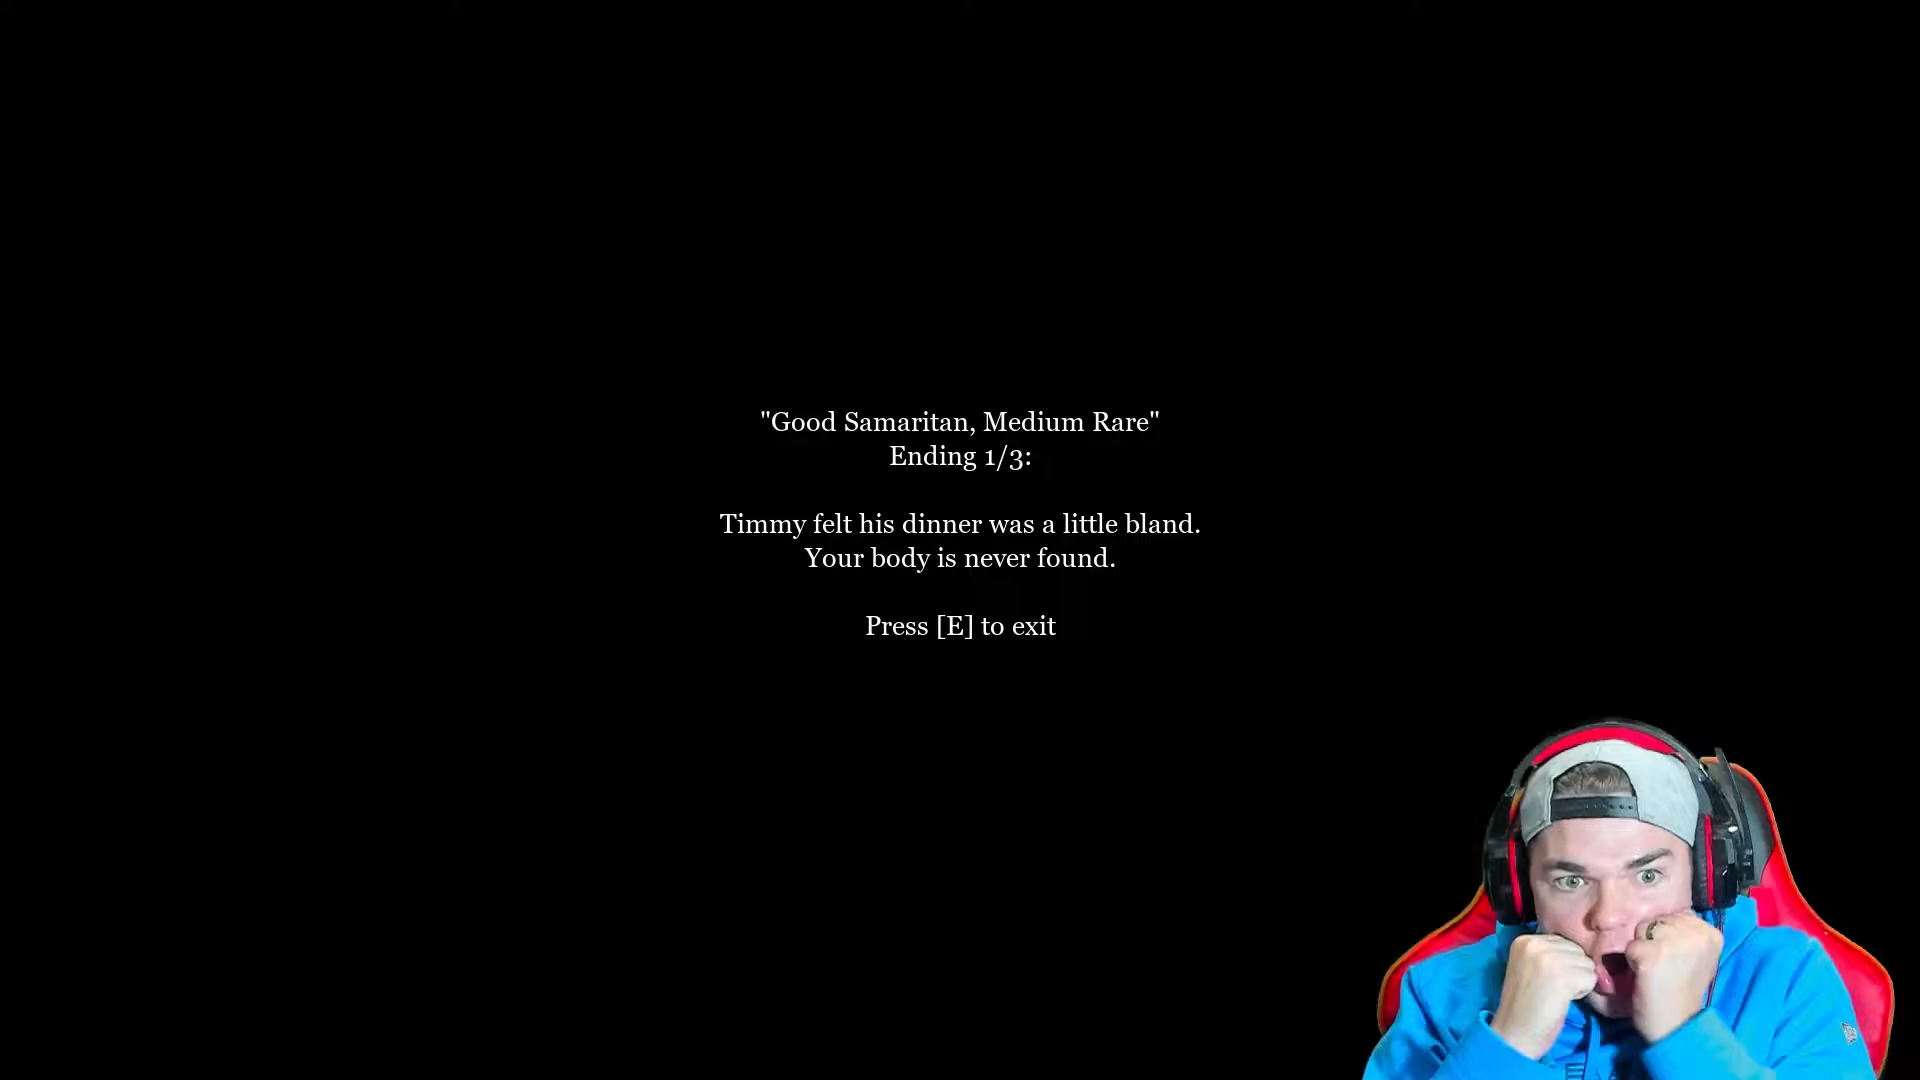 "Good Samaritan, Medium Rare"
Ending 1/3:
Timmy felt his dinner was a little bland.
Your body is never found.
Press [E] to exit